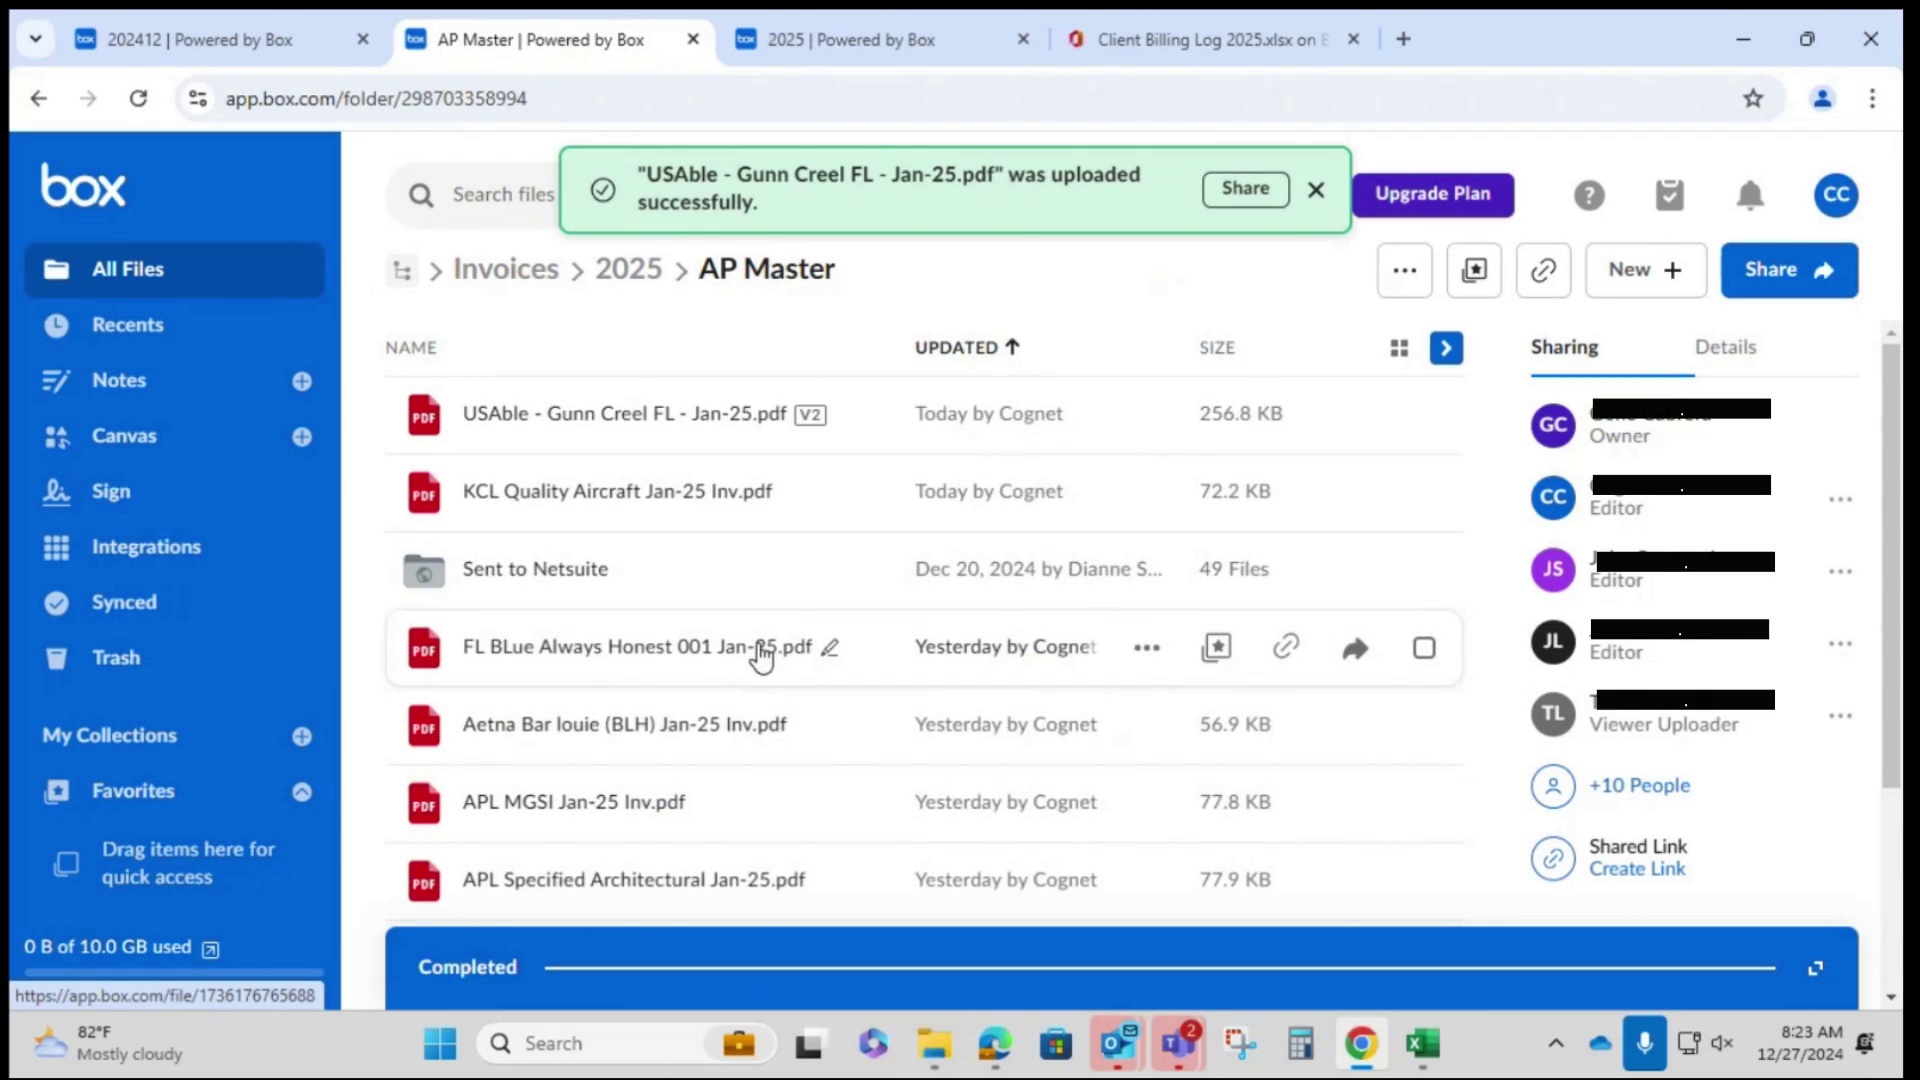 202412 | Powered by Box
AP Master | Powered by Box
2025 | Powered by Box
Client Billing Log 2025.xlsx on
app.box.com/folder/298703358994
box
Search files
"USAble - Gunn Creel FL - Jan-25.pdf" was uploaded
successfully.
Share
Upgrade Plan
CC
All Files
Recents
Notes
Canvas
Sign
Integrations
Synced
Trash
My Collections
Favorites
Drag items here for
quick access
0 B of 10.0 GB used
https://app.box.com/file/1736176765688
Invoices > 2025 > AP Master
New +
Share
NAME UPDATED SIZE
PDF USAble - Gunn Creel FL - Jan-25.pdf V2 Today by Cognet 256.8 KB
PDF KCL Quality Aircraft Jan-25 Inv.pdf Today by Cognet 72.2 KB
Sent to Netsuite Dec 20, 2024 by Dianne S... 49 Files
PDF FL BLue Always Honest 001 Jan-25.pdf Yesterday by Cognet
PDF Aetna Bar louie (BLH) Jan-25 Inv.pdf Yesterday by Cognet 56.9 KB
PDF APL MGSI Jan-25 Inv.pdf Yesterday by Cognet 77.8 KB
PDF APL Specified Architectural Jan-25.pdf Yesterday by Cognet 77.9 KB
Sharing Details
GC
Owner
CC
Editor
JS
Editor
JL
Editor
TL
Viewer Uploader
+10 People
Shared Link
Create Link
Completed
82°F
Mostly cloudy
Search
2
8:23 AM
12/27/2024